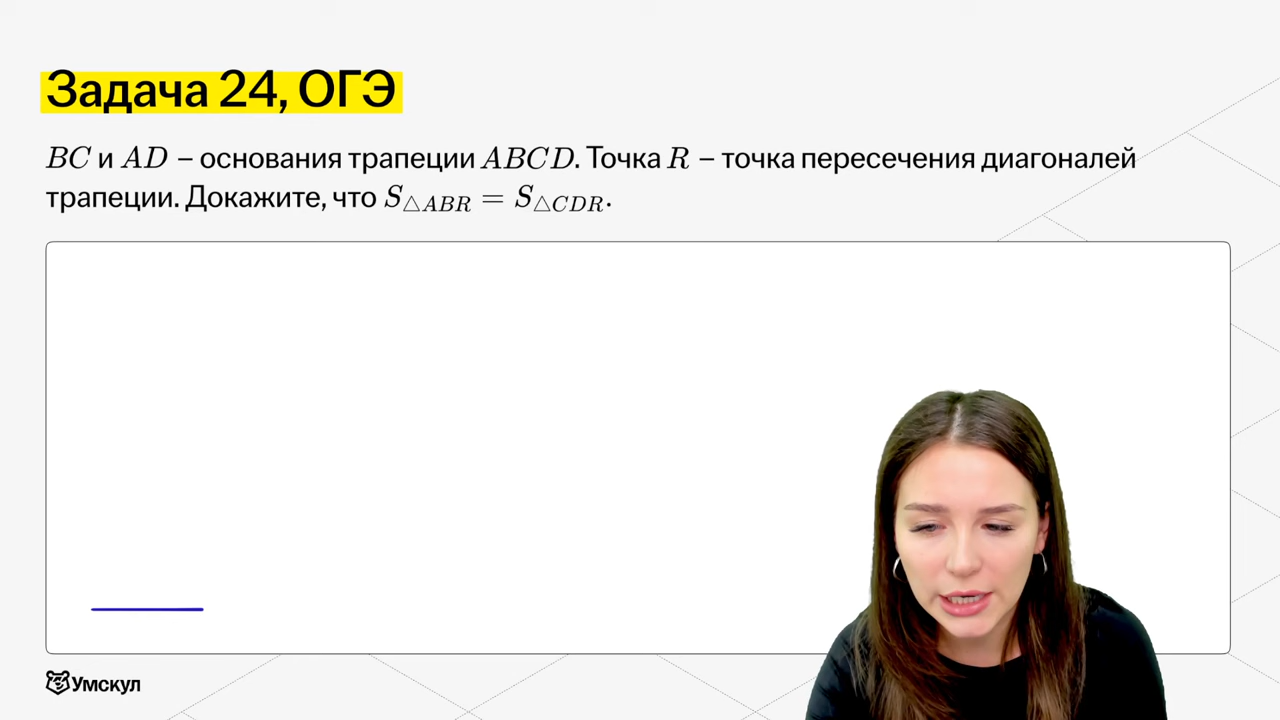 Задача 24, ОГЭ
BC и AD – основания трапеции ABCD. Точка R – точка пересечения диагоналей
трапеции. Докажите, что S△ABR = S△CDR.
Умскул